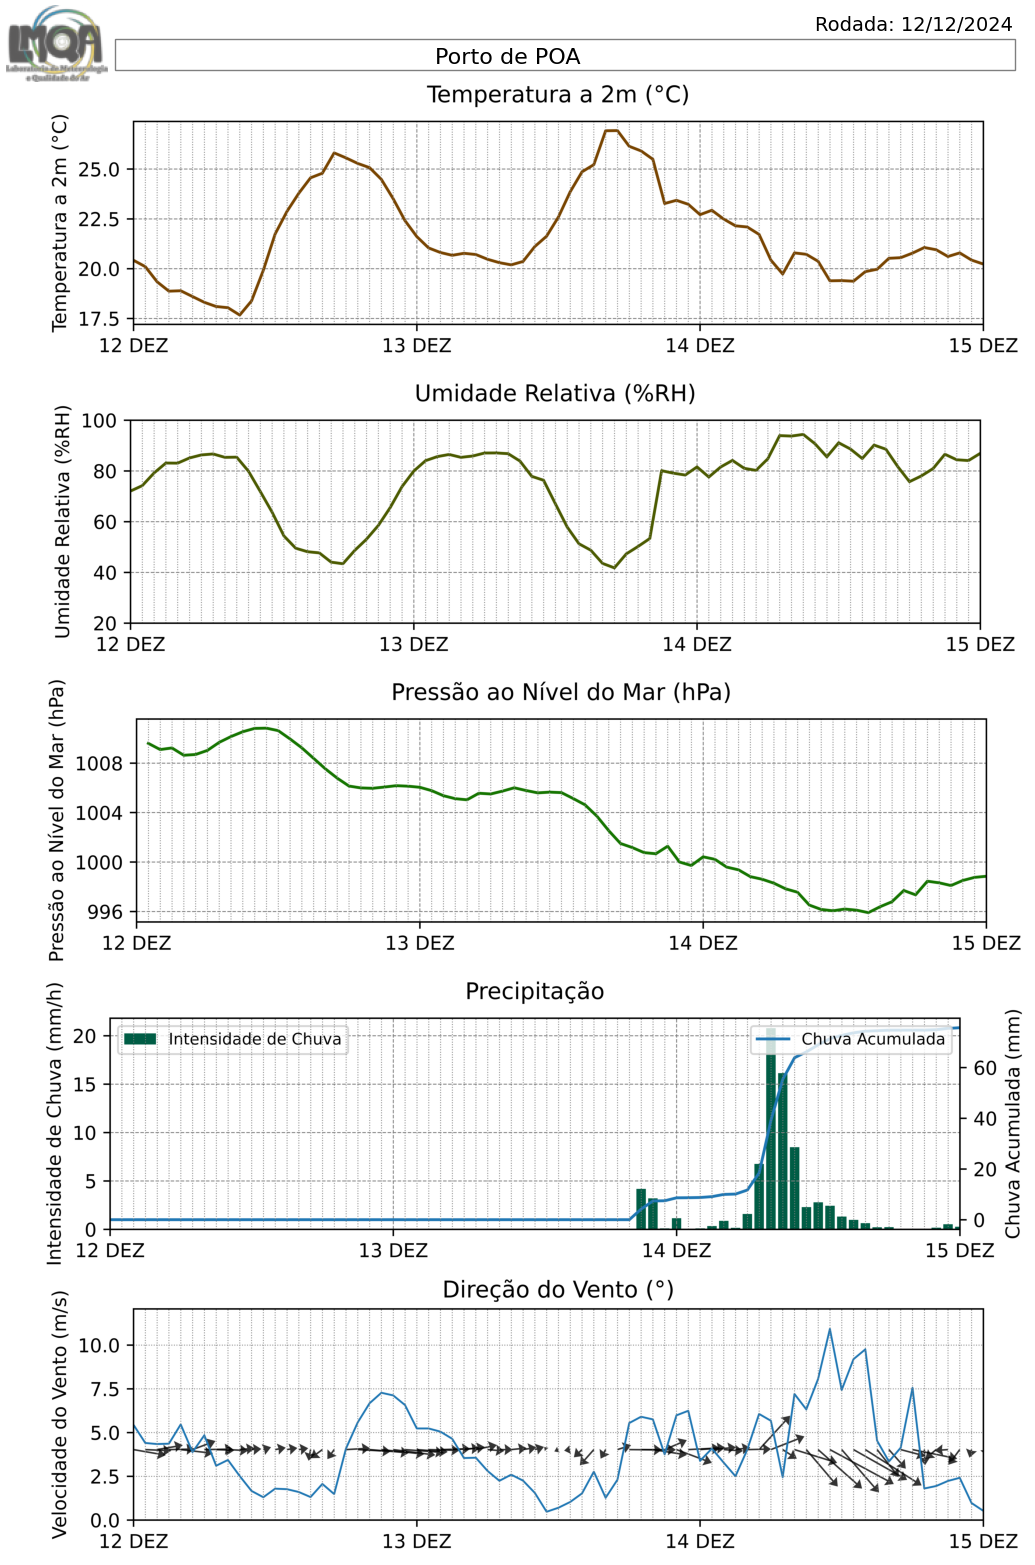 LMQA
Laboratório de Meteorologia
e Qualidade do Ar
Rodada: 12/12/2024
Porto de POA
Temperatura a 2m (°C)
Temperatura a 2m (°C)
25.0
22.5
20.0
17.5
12 DEZ 13 DEZ 14 DEZ 15 DEZ
Umidade Relativa (%RH)
Umidade Relativa (%RH)
100
80
60
40
20
12 DEZ 13 DEZ 14 DEZ 15 DEZ
Pressão ao Nível do Mar (hPa)
Pressão ao Nível do Mar (hPa)
1008
1004
1000
996
12 DEZ 13 DEZ 14 DEZ 15 DEZ
Precipitação
Intensidade de Chuva (mm/h)
20
15
10
5
0
Intensidade de Chuva
Chuva Acumulada
60
40
20
0
Chuva Acumulada (mm)
12 DEZ 13 DEZ 14 DEZ 15 DEZ
Direção do Vento (°)
Velocidade do Vento (m/s)
10.0
7.5
5.0
2.5
0.0
12 DEZ 13 DEZ 14 DEZ 15 DEZ